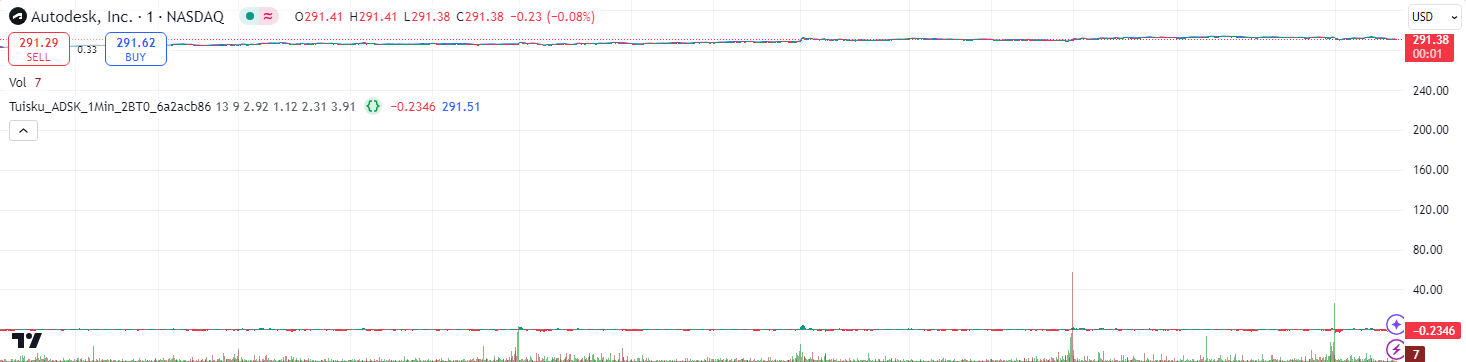 Autodesk, Inc. · 1 · NASDAQ ≈ O291.41 H291.41 L291.38 C291.38 −0.23 (−0.08%) USD
291.29 SELL 0.33 291.62 BUY
291.38
00:01
Vol 7
240.00
Tuisku_ADSK_1Min_2BT0_6a2acb86 13 9 2.92 1.12 2.31 3.91 {} −0.2346 291.51
200.00
160.00
120.00
80.00
40.00
−0.2346
7